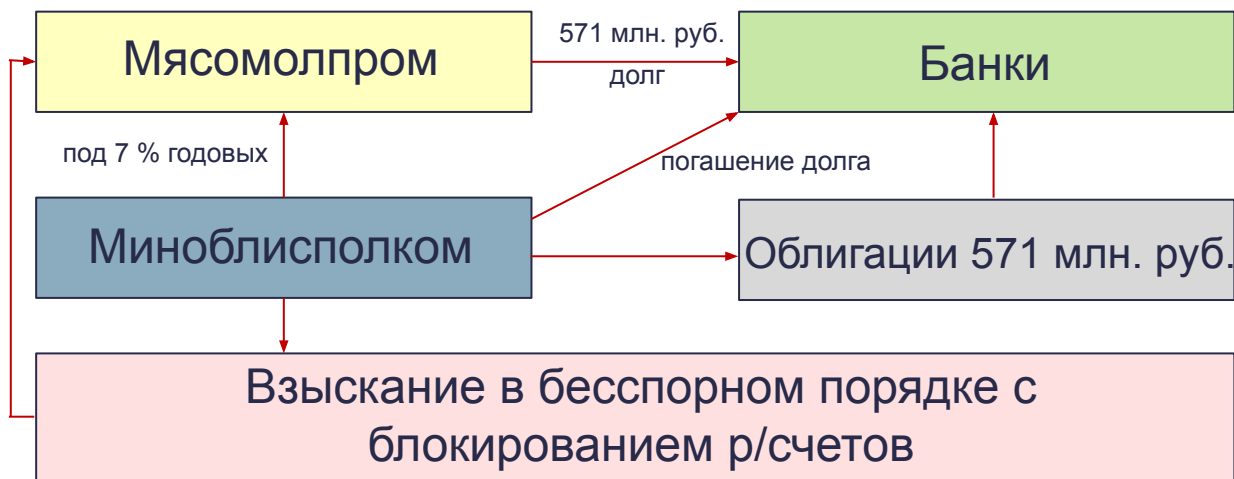 Мясомолпром
571 млн. руб.
долг
Банки
под 7 % годовых
погашение долга
Миноблисполком
Облигации 571 млн. руб.
Взыскание в бесспорном порядке с
блокированием р/счетов